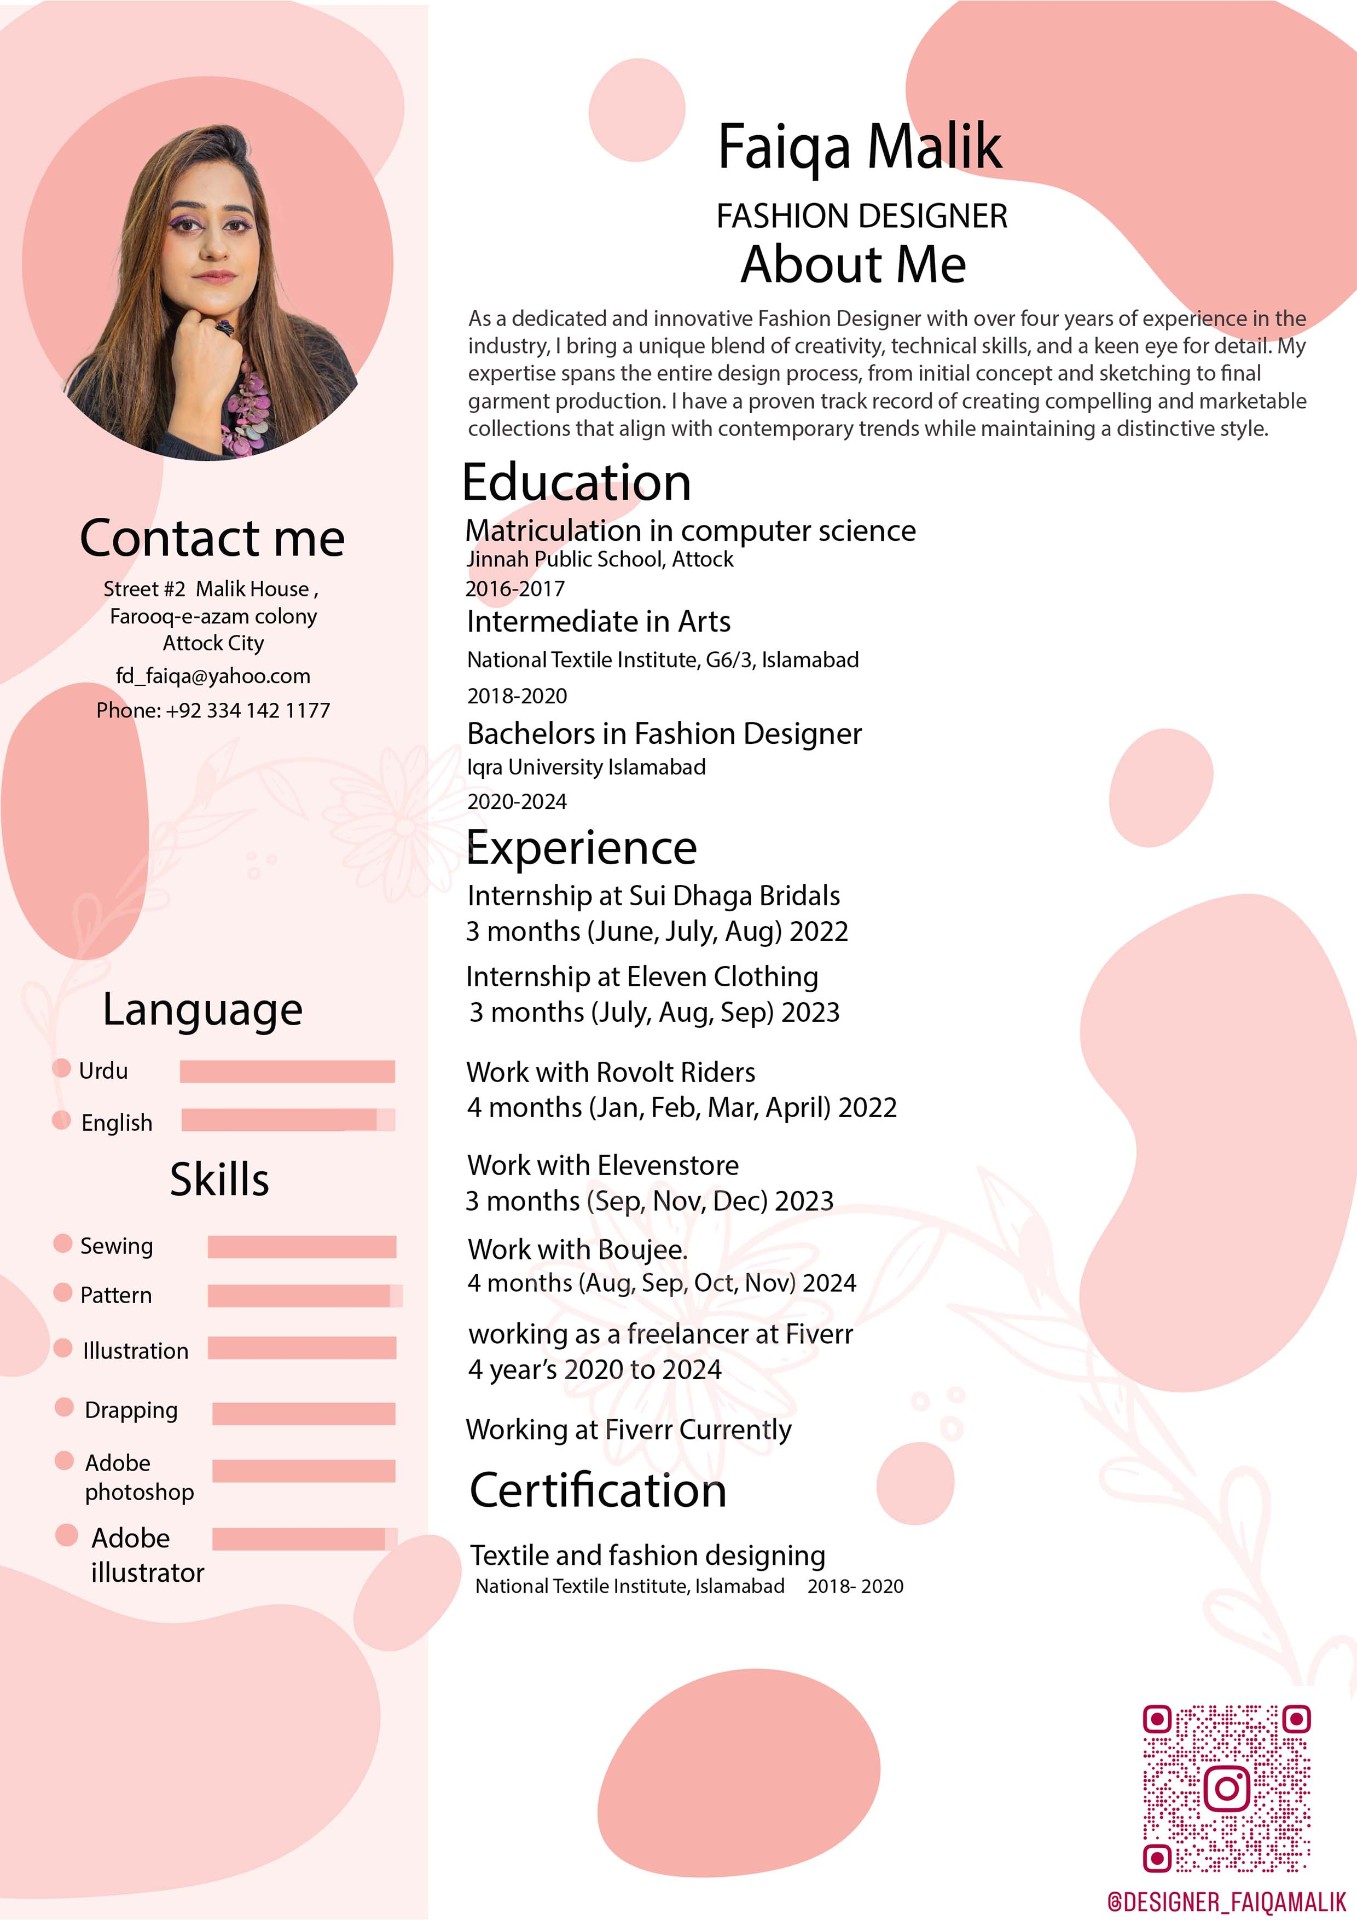 Faiqa Malik
FASHION DESIGNER
About Me
As a dedicated and innovative Fashion Designer with over four years of experience in the
industry, I bring a unique blend of creativity, technical skills, and a keen eye for detail. My
expertise spans the entire design process, from initial concept and sketching to final
garment production. I have a proven track record of creating compelling and marketable
collections that align with contemporary trends while maintaining a distinctive style.
Contact me
Street #2 Malik House ,
Farooq-e-azam colony
Attock City
fd_faiqa@yahoo.com
Phone: +92 334 142 1177
Language
Urdu
English
Skills
Sewing
Pattern
Illustration
Drapping
Adobe
photoshop
Adobe
illustrator
Education
Matriculation in computer science
Jinnah Public School, Attock
2016-2017
Intermediate in Arts
National Textile Institute, G6/3, Islamabad
2018-2020
Bachelors in Fashion Designer
Iqra University Islamabad
2020-2024
Experience
Internship at Sui Dhaga Bridals
3 months (June, July, Aug) 2022
Internship at Eleven Clothing
3 months (July, Aug, Sep) 2023
Work with Rovolt Riders
4 months (Jan, Feb, Mar, April) 2022
Work with Elevenstore
3 months (Sep, Nov, Dec) 2023
Work with Boujee.
4 months (Aug, Sep, Oct, Nov) 2024
working as a freelancer at Fiverr
4 year’s 2020 to 2024
Working at Fiverr Currently
Certification
Textile and fashion designing
National Textile Institute, Islamabad 2018- 2020
@DESIGNER_FAIQAMALIK